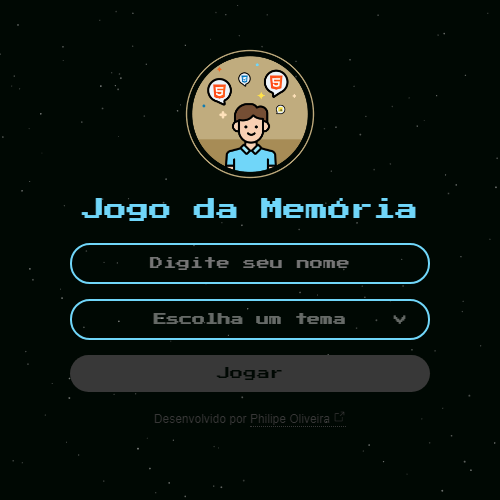 Jogo da Memória
Digite seu nome
Escolha um tema
Jogar
Desenvolvido por Philipe Oliveira